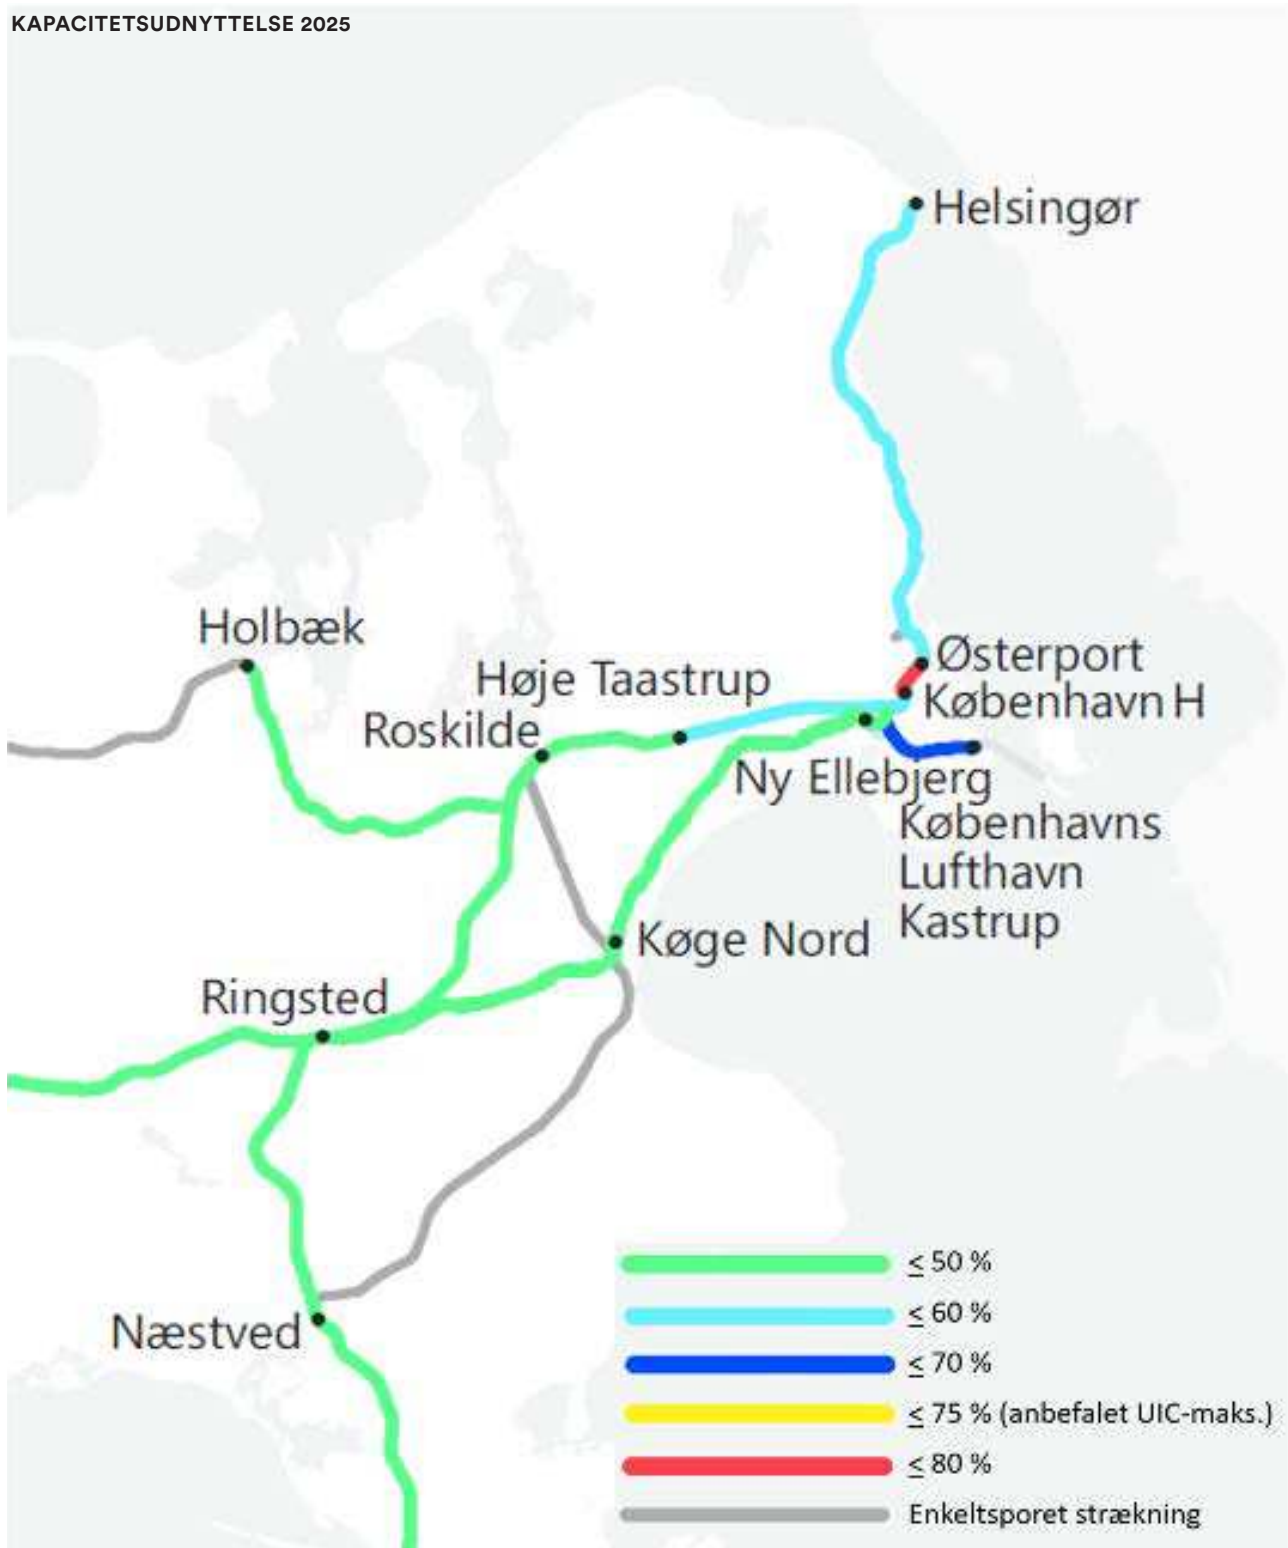 KAPACITETSUDNYTTELSE 2025
Helsingør
Holbæk
Østerport
Høje Taastrup
København H
Roskilde
Ny Ellebjerg
Københavns
Lufthavn
Kastrup
Køge Nord
Ringsted
Næstved
≤ 50 %
≤ 60 %
≤ 70 %
≤ 75 % (anbefalet UIC-maks.)
≤ 80 %
Enkeltsporet strækning